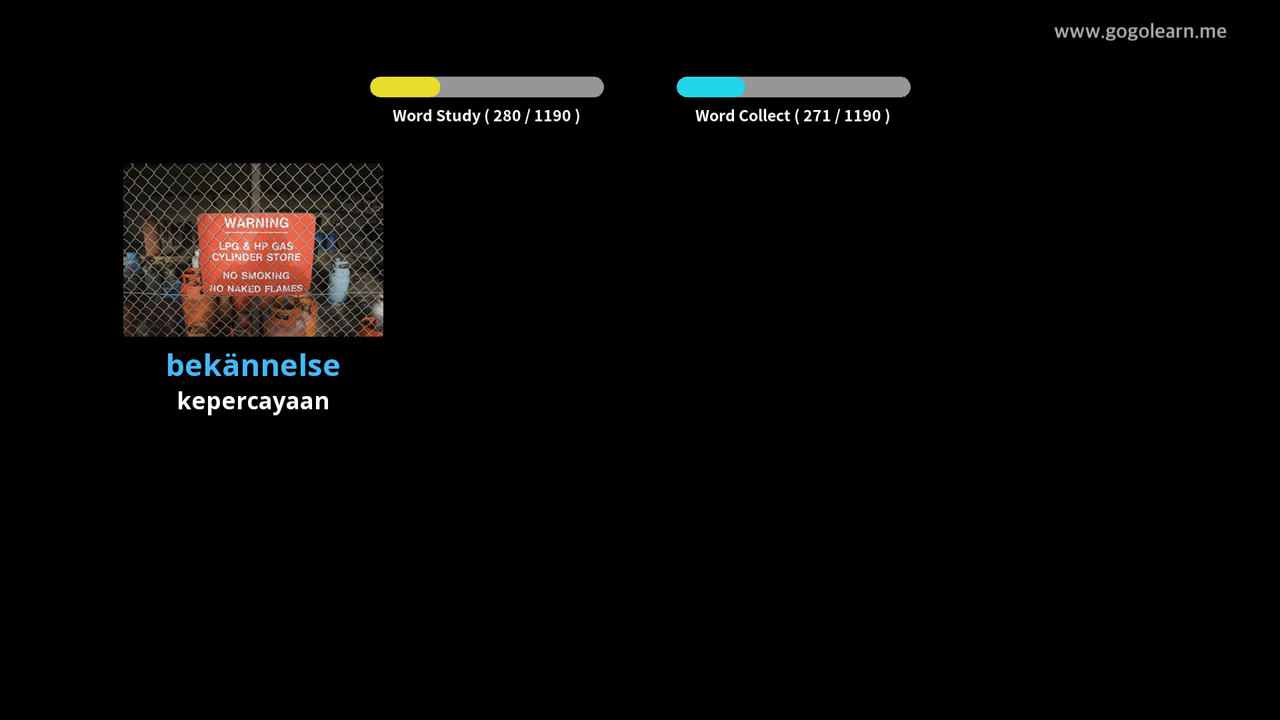 www.gogolearn.me
Word Study ( 280 / 1190 )
Word Collect ( 271 / 1190 )
WARNING
LPG & HP GAS
CYLINDER STORE
NO SMOKING
NO NAKED FLAMES
bekännelse
kepercayaan